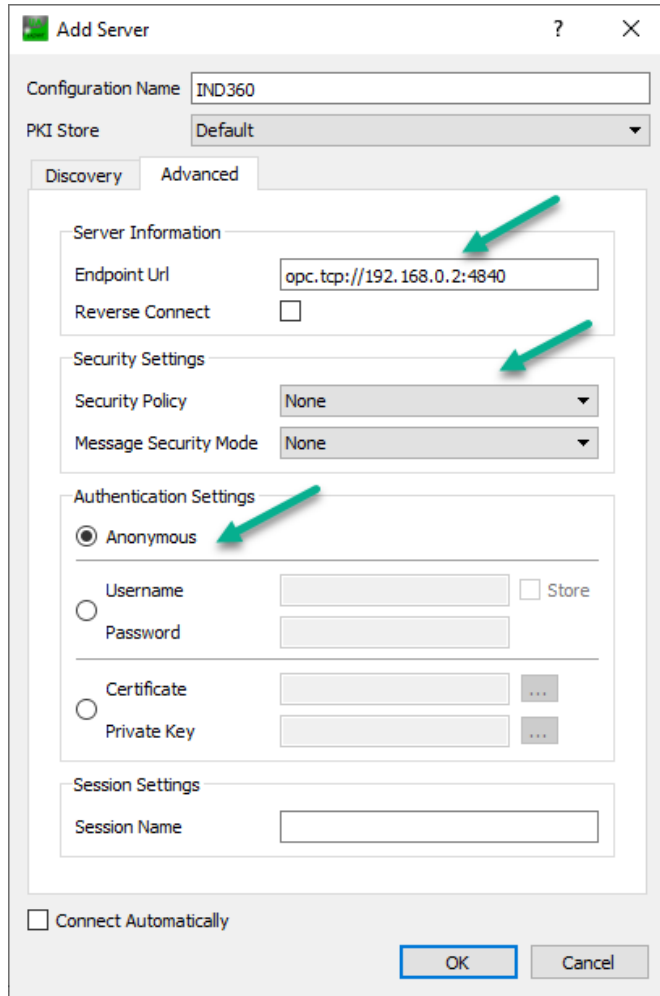 Add Server
Configuration Name IND360
PKI Store Default
Discovery Advanced
Server Information
Endpoint Url opc.tcp://192.168.0.2:4840
Reverse Connect
Security Settings
Security Policy None
Message Security Mode None
Authentication Settings
Anonymous
Username Store
Password
Certificate ...
Private Key ...
Session Settings
Session Name
Connect Automatically
OK Cancel